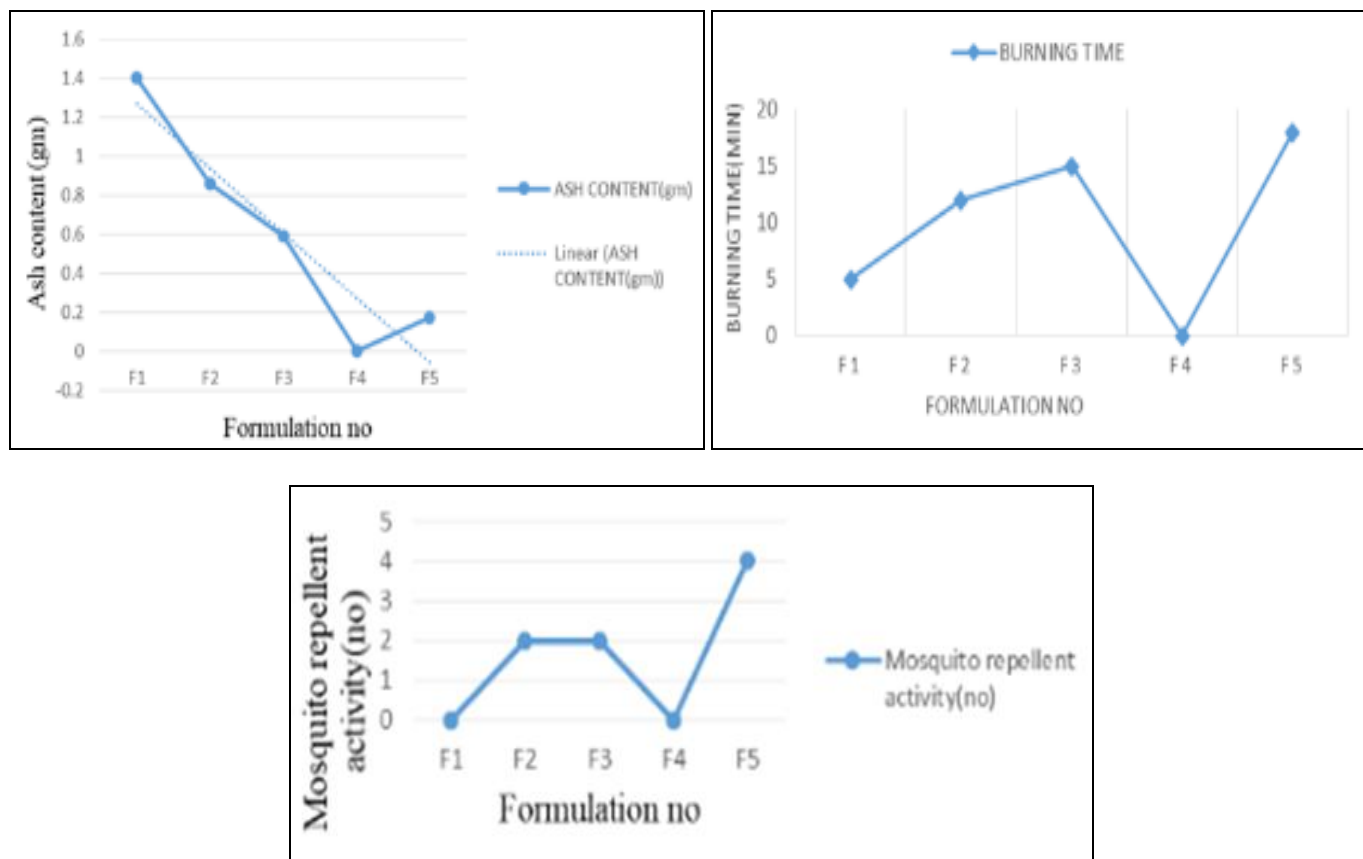 1.6
1.4
1.2
1
0.8
0.6
0.4
0.2
0
-0.2
Ash content (gm)
F1 F2 F3 F4 F5
Formulation no
ASH CONTENT(gm)
Linear (ASH
CONTENT(gm))
BURNING TIME
BURNING TIME(MIN)
20
15
10
5
0
F1 F2 F3 F4 F5
FORMULATION NO
Mosquito repellent
activity(no)
5
4
3
2
1
0
F1 F2 F3 F4 F5
Formulation no
Mosquito repellent
activity(no)